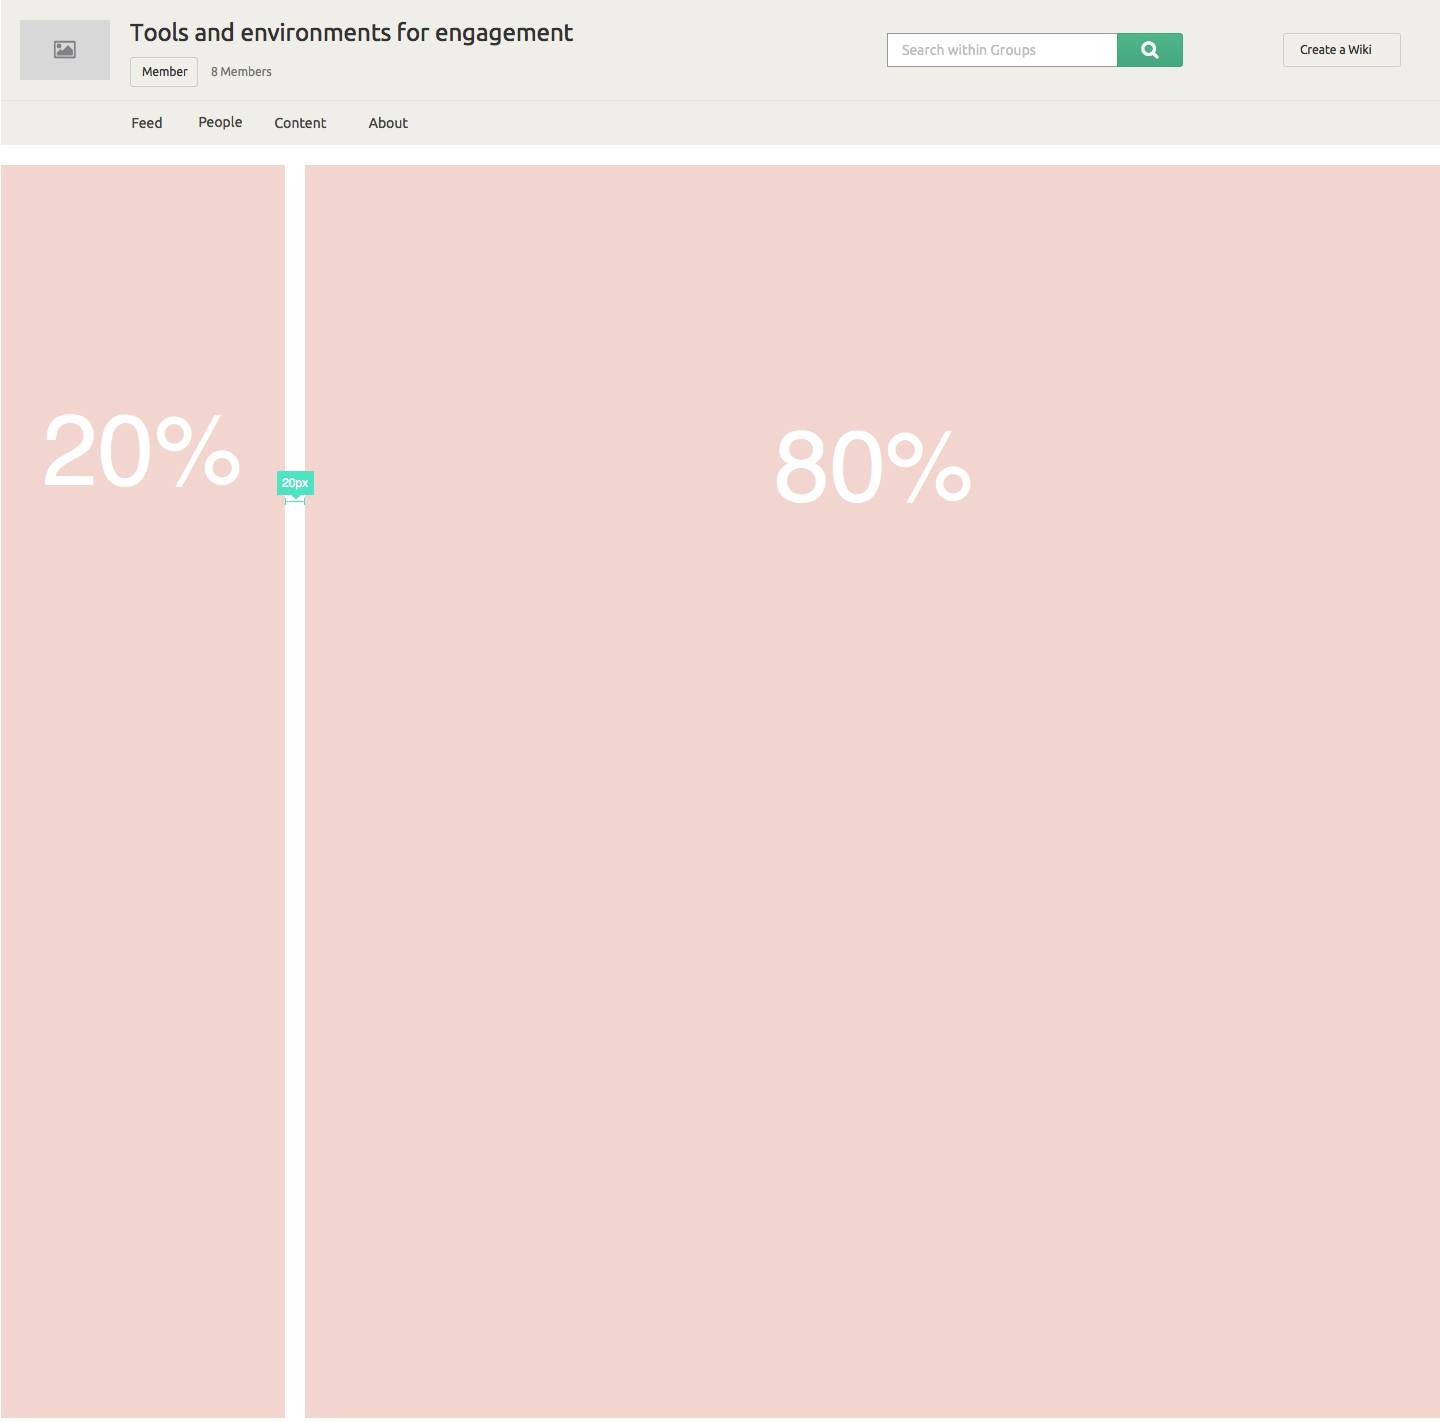 Tools and environments for engagement
Member 8 Members
Search within Groups
Create a Wiki
Feed People Content About
20%
20px
80%